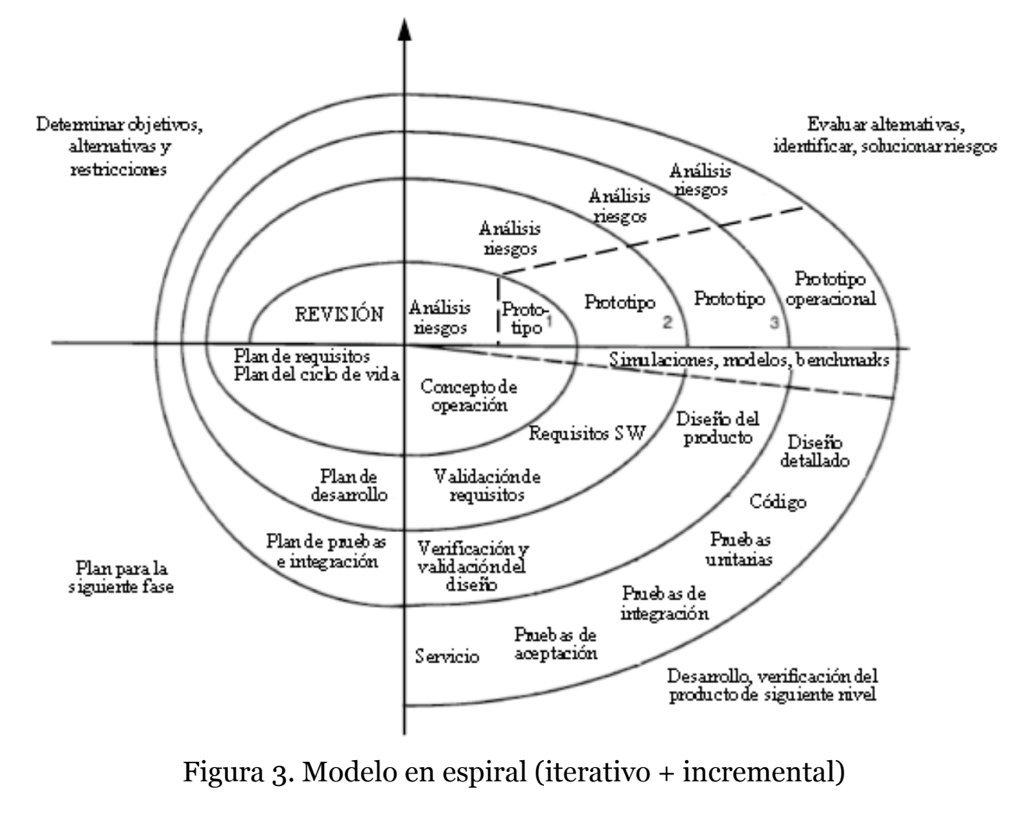 Determinar objetivos,
alternativas y
restricciones
Evaluar alternativas,
identificar, solucionar riesgos
Análisis
riesgos
Análisis
riesgos
Análisis
riesgos
REVISIÓN
Análisis
riesgos
Proto-
tipo 1
Prototipo
2
Prototipo
3
Prototipo
operacional
Plan de requisitos
Plan del ciclo de vida
Concepto de
operación
Simulaciones, modelos, benchmarks
Requisitos SW
Diseño del
producto
Diseño
detallado
Plan de
desarrollo
Validación de
requisitos
Código
Plan de pruebas
e integración
Verificación y
validación del
diseño
Pruebas
unitarias
Plan para la
siguiente fase
Pruebas de
integración
Servicio
Pruebas de
aceptación
Desarrollo, verificación del
producto de siguiente nivel
Figura 3. Modelo en espiral (iterativo + incremental)